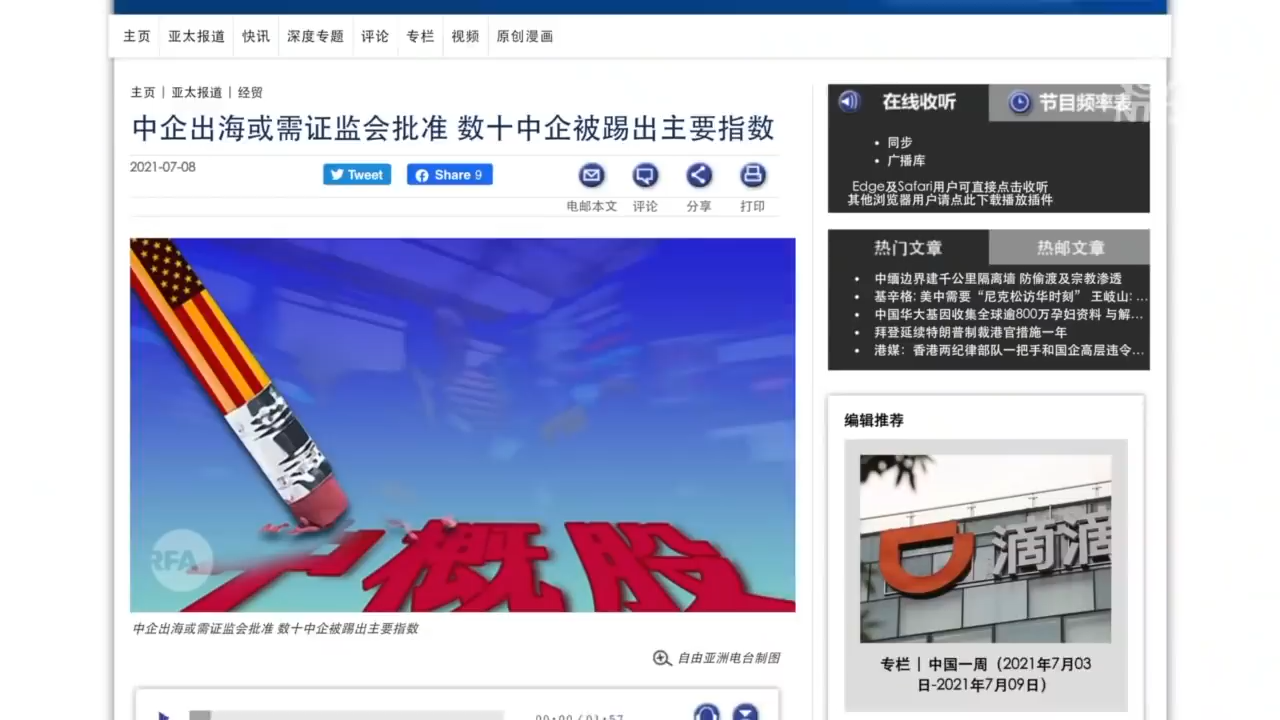 主页 亚太报道 快讯 深度专题 评论 专栏 视频 原创漫画
主页 | 亚太报道 | 经贸
中企出海或需证监会批准 数十中企被踢出主要指数
2021-07-08
Tweet
Share 9
电邮本文 评论 分享 打印
RFA
中概股
中企出海或需证监会批准 数十中企被踢出主要指数
自由亚洲电台制图
00:00 / 01:57
在线收听 节目频率表
• 同步
• 广播库
Edge及Safari用户可直接点击收听
其他浏览器用户请点此下载播放插件
热门文章 热邮文章
• 中缅边界建千公里隔离墙 防偷渡及宗教渗透
• 基辛格: 美中需要“尼克松访华时刻” 王岐山: ...
• 中国华大基因收集全球逾800万孕妇资料 与解...
• 拜登延续特朗普制裁港官措施一年
• 港媒：香港两纪律部队一把手和国企高层违令...
编辑推荐
滴滴
专栏 | 中国一周（2021年7月03
日-2021年7月09日）